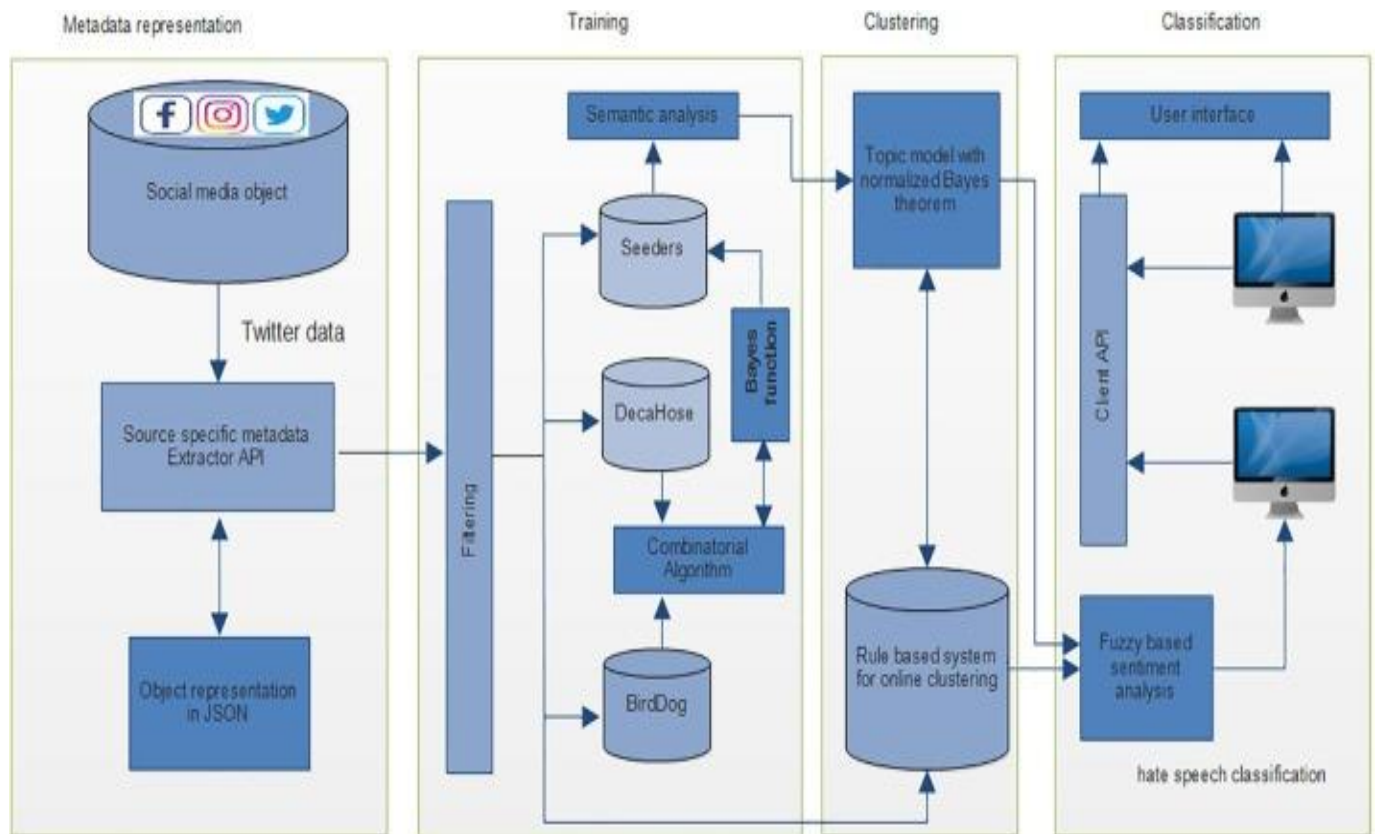 Metadata representation
Training
Clustering
Classification
Social media object
Twitter data
Source specific metadata
Extractor API
Object representation
in JSON
Filtering
Semantic analysis
Seeders
Bayes
function
DecaHose
Combinatorial
Algorithm
BirdDog
Topic model with
normalized Bayes
theorem
Rule based system
for online clustering
User interface
Client API
Fuzzy based
sentiment
analysis
hate speech classification